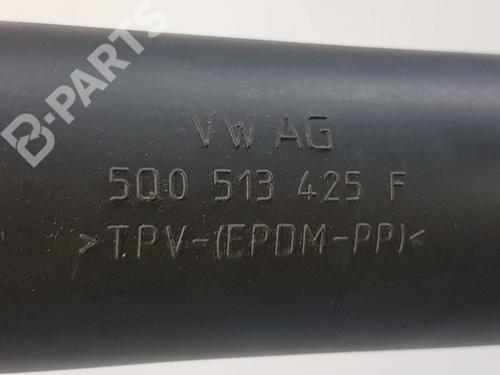 B-PARTS
VW AG
5Q0 513 425 F
>TPV-(EPDM-PP)<